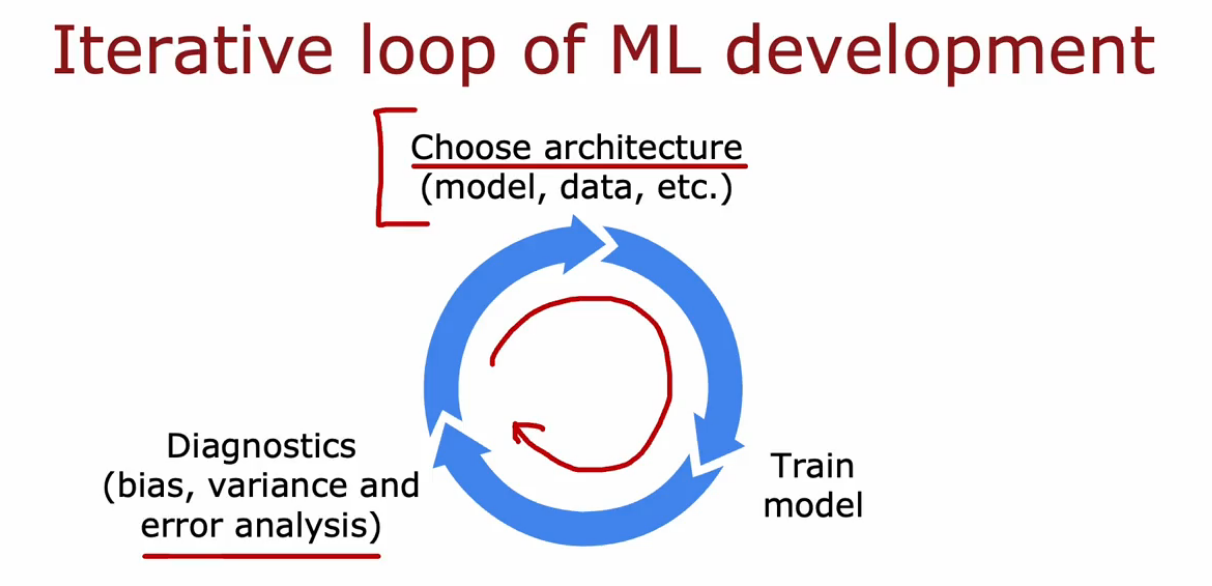 Iterative loop of ML development
Choose architecture
(model, data, etc.)
Diagnostics
(bias, variance and
error analysis)
Train
model